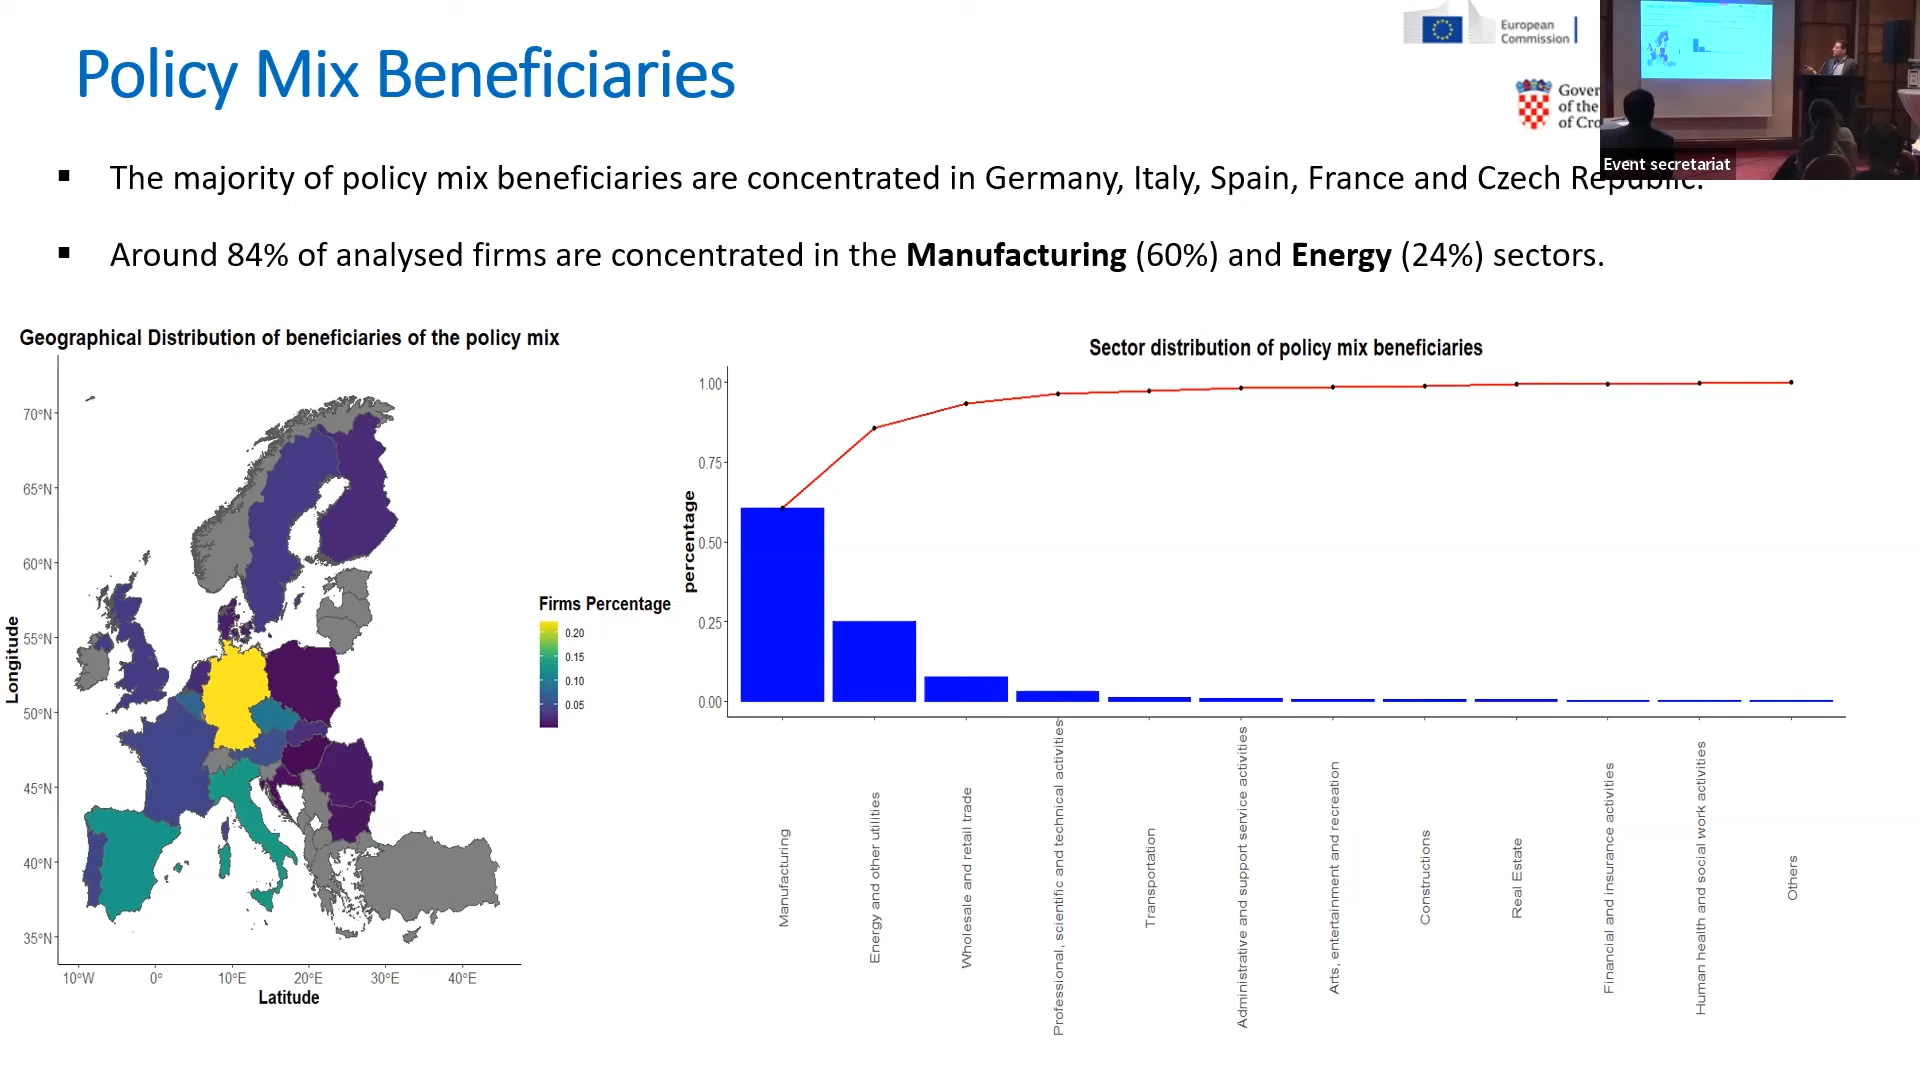 Policy Mix Beneficiaries
European
Commission
Gover
of the
of Cro
Event secretariat
▪ The majority of policy mix beneficiaries are concentrated in Germany, Italy, Spain, France and Czech Republic.
▪ Around 84% of analysed firms are concentrated in the Manufacturing (60%) and Energy (24%) sectors.
Geographical Distribution of beneficiaries of the policy mix
70°N
65°N
60°N
55°N
50°N
45°N
40°N
35°N
Longitude
10°W 0° 10°E 20°E 30°E 40°E
Latitude
Firms Percentage
0.20
0.15
0.10
0.05
Sector distribution of policy mix beneficiaries
1.00
0.75
0.50
0.25
0.00
percentage
Manufacturing
Energy and other utilities
Wholesale and retail trade
Professional, scientific and technical activities
Transportation
Administrative and support service activities
Arts, entertainment and recreation
Constructions
Real Estate
Financial and insurance activities
Human health and social work activities
Others